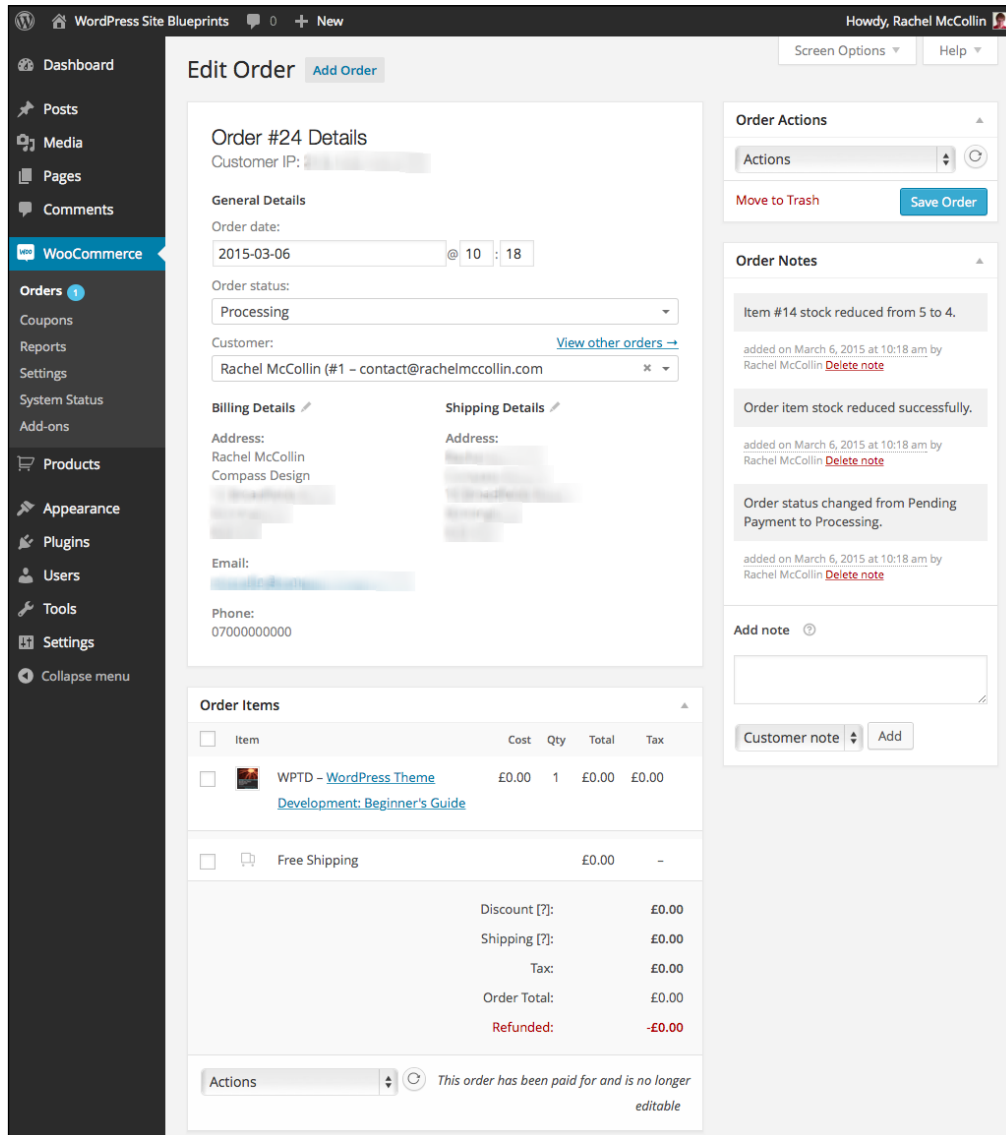 WordPress Site Blueprints 0 + New Howdy, Rachel McCollin
Screen Options Help
Dashboard
Posts
Media
Pages
Comments
WooCommerce
Orders 1
Coupons
Reports
Settings
System Status
Add-ons
Products
Appearance
Plugins
Users
Tools
Settings
Collapse menu
Edit Order Add Order
Order #24 Details
Customer IP:
General Details
Order date:
2015-03-06 @ 10 : 18
Order status:
Processing
Customer: View other orders →
Rachel McCollin (#1 – contact@rachelmccollin.com ×
Billing Details Shipping Details
Address: Address:
Rachel McCollin
Compass Design
Email:
Phone:
07000000000
Order Items
Item Cost Qty Total Tax
WPTD – WordPress Theme £0.00 1 £0.00 £0.00
Development: Beginner's Guide
Free Shipping £0.00 –
Discount [?]: £0.00
Shipping [?]: £0.00
Tax: £0.00
Order Total: £0.00
Refunded: -£0.00
Actions This order has been paid for and is no longer
editable
Order Actions
Actions
Move to Trash Save Order
Order Notes
Item #14 stock reduced from 5 to 4.
added on March 6, 2015 at 10:18 am by
Rachel McCollin Delete note
Order item stock reduced successfully.
added on March 6, 2015 at 10:18 am by
Rachel McCollin Delete note
Order status changed from Pending
Payment to Processing.
added on March 6, 2015 at 10:18 am by
Rachel McCollin Delete note
Add note ?
Customer note Add